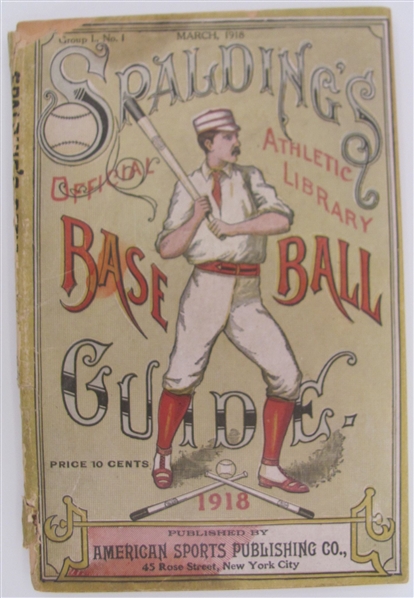 Group I., No. 1
MARCH, 1918
SPALDING'S
OFFICIAL
ATHLETIC
LIBRARY
BASE BALL
GUIDE.
PRICE 10 CENTS
1918
PUBLISHED BY
AMERICAN SPORTS PUBLISHING CO.,
45 Rose Street, New York City